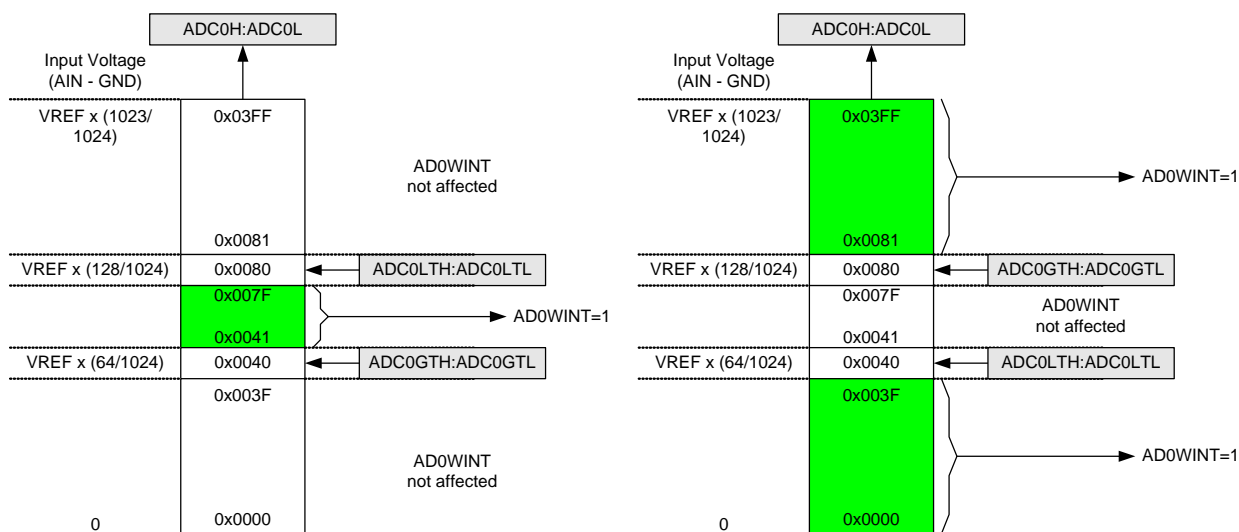 ADC0H:ADC0L
Input Voltage
(AIN - GND)
VREF x (1023/
1024)
0x03FF
AD0WINT
not affected
0x0081
VREF x (128/1024)
0x0080
ADC0LTH:ADC0LTL
0x007F
AD0WINT=1
0x0041
VREF x (64/1024)
0x0040
ADC0GTH:ADC0GTL
0x003F
AD0WINT
not affected
0
0x0000
ADC0H:ADC0L
Input Voltage
(AIN - GND)
VREF x (1023/
1024)
0x03FF
AD0WINT=1
0x0081
VREF x (128/1024)
0x0080
ADC0GTH:ADC0GTL
0x007F
AD0WINT
not affected
0x0041
VREF x (64/1024)
0x0040
ADC0LTH:ADC0LTL
0x003F
AD0WINT=1
0
0x0000